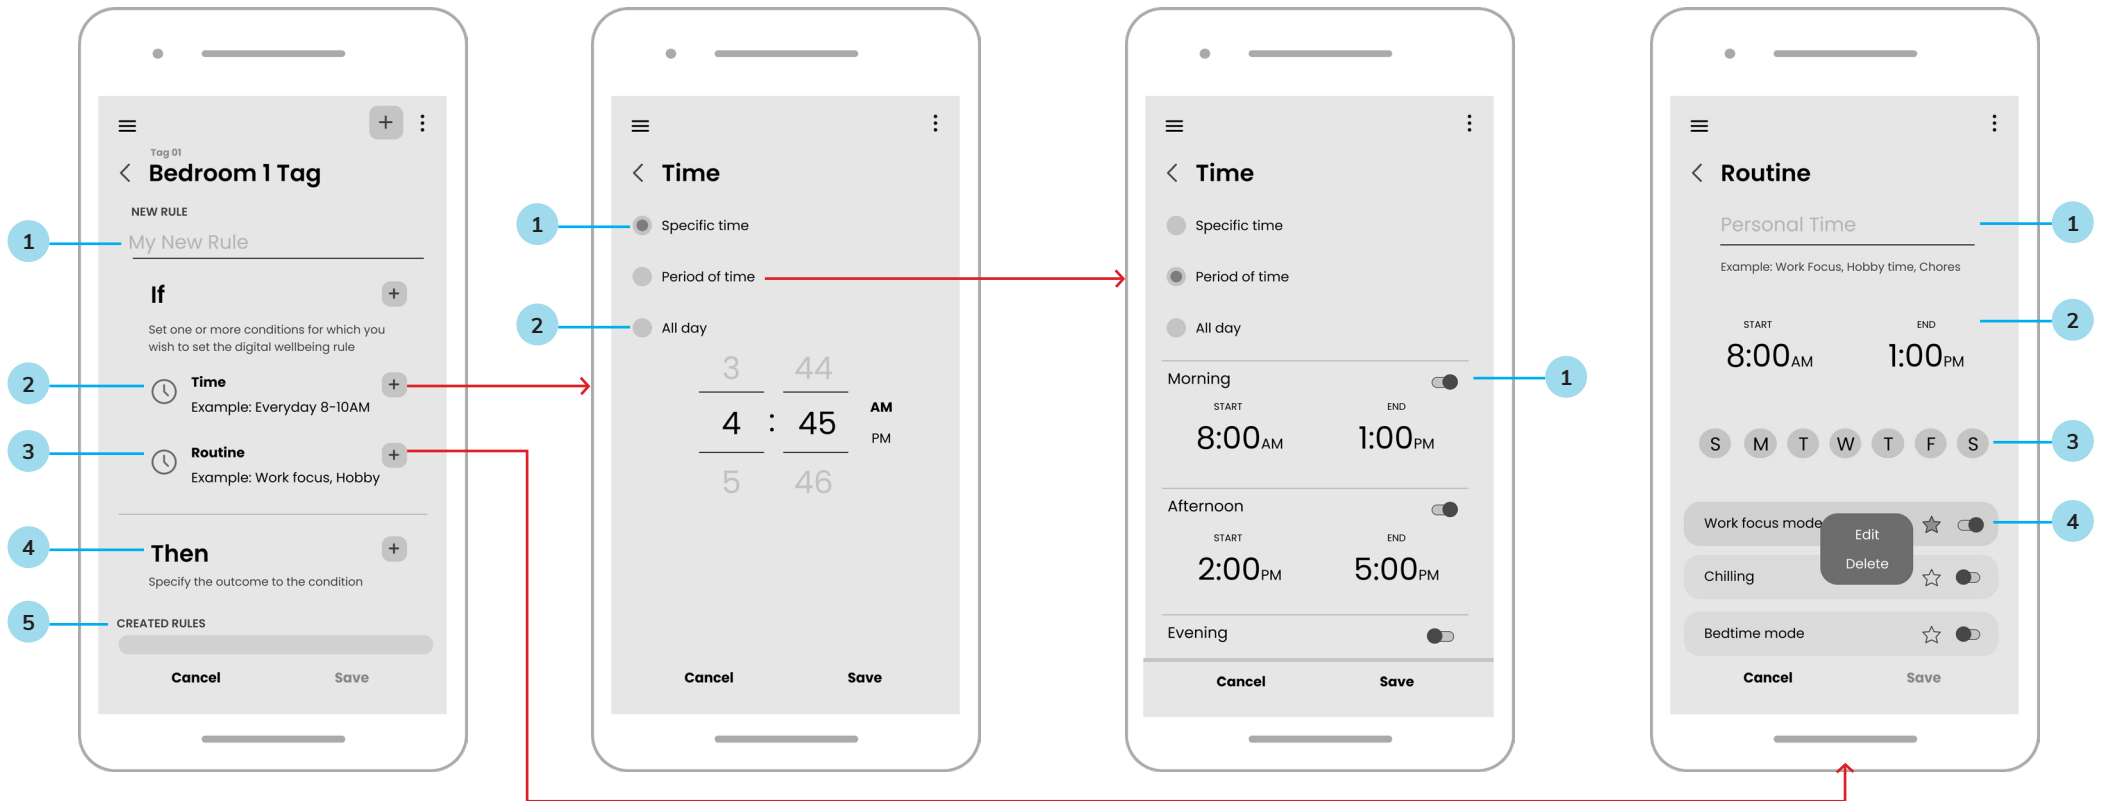 Tag 01
Bedroom 1 Tag
NEW RULE
1
My New Rule
If
+
+
Set one or more conditions for which you
wish to set the digital wellbeing rule
2
Time
+
Example: Everyday 8-10AM
3
Routine
+
Example: Work focus, Hobby
4
Then
+
Specify the outcome to the condition
5
CREATED RULES
Cancel Save
Time
1
Specific time
Period of time
2
All day
3 44
4 : 45
AM
PM
5 46
Cancel Save
Time
Specific time
Period of time
All day
Morning
1
START END
8:00AM 1:00PM
Afternoon
START END
2:00PM 5:00PM
Evening
Cancel Save
Routine
Personal Time
1
Example: Work Focus, Hobby time, Chores
START END
2
8:00AM 1:00PM
S M T W T F S
3
Work focus mode
4
Edit
Delete
Chilling
Bedtime mode
Cancel Save